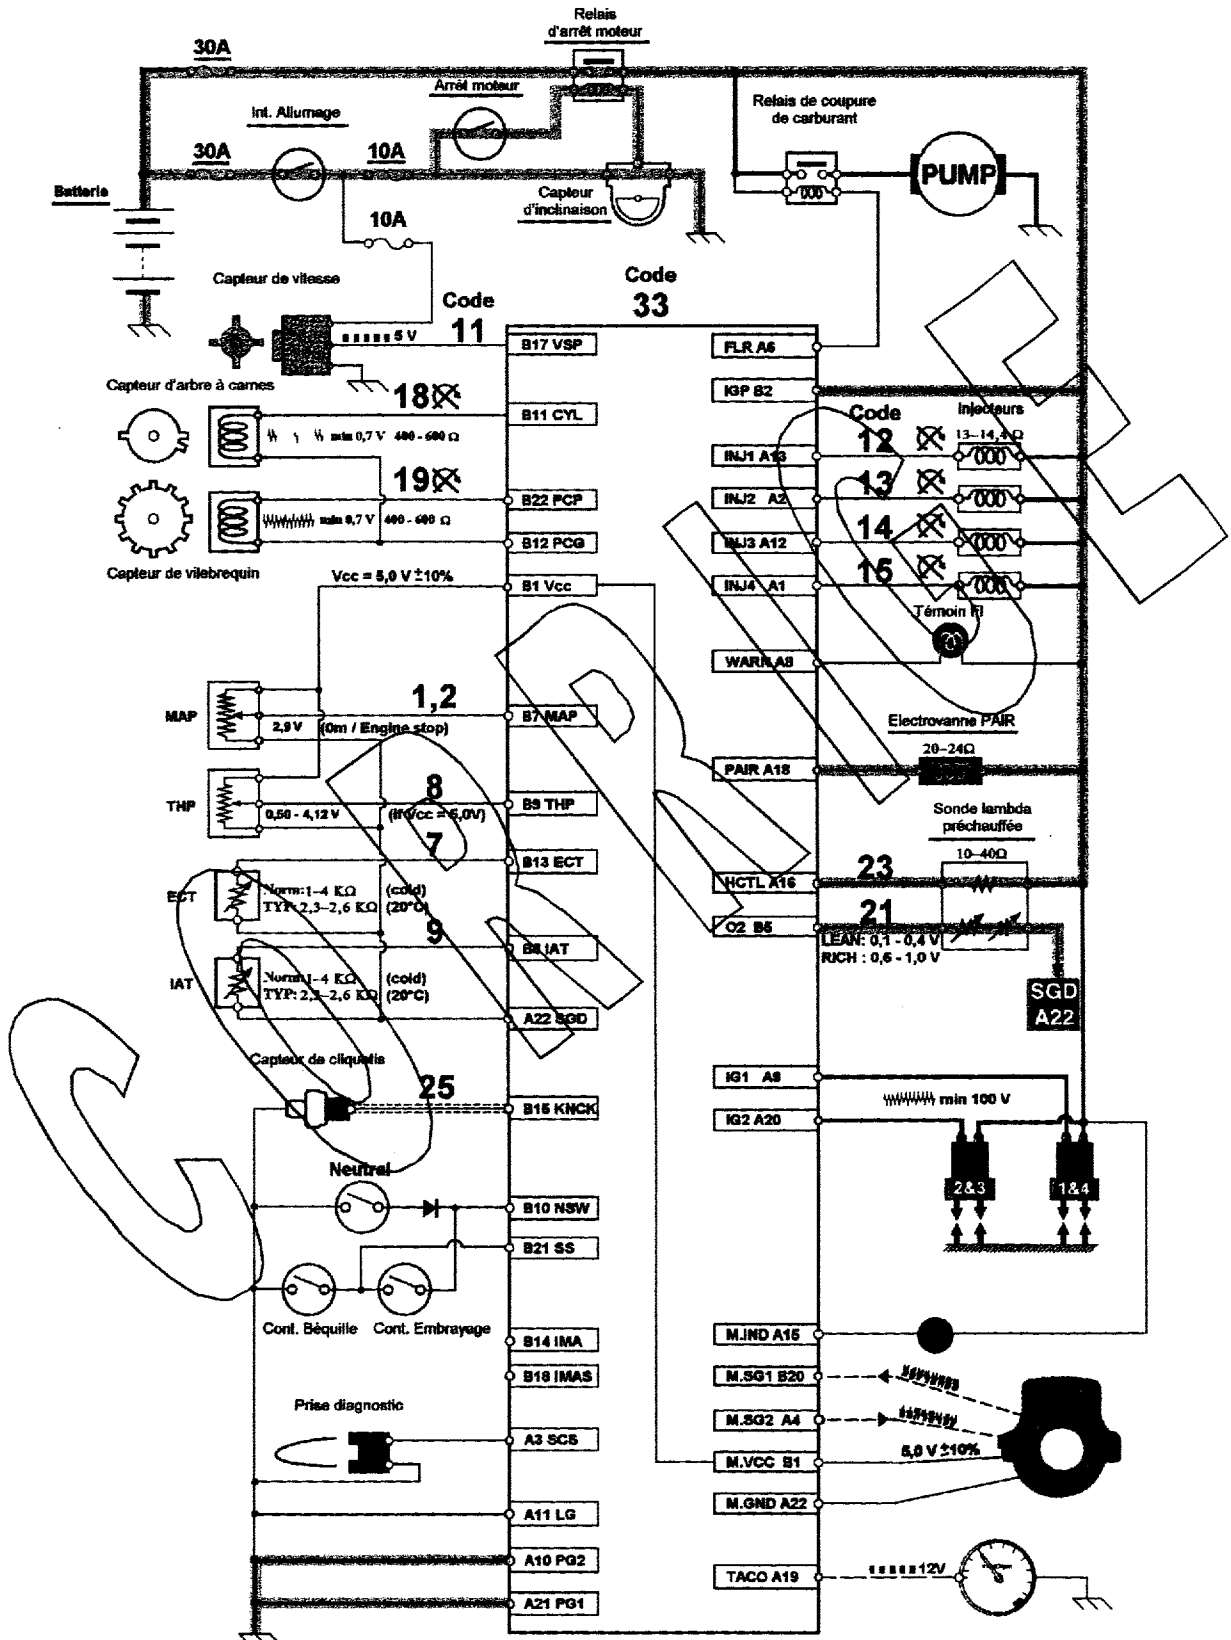 Relais
d'arrêt moteur
30A
Arrêt moteur
Int. Allumage
Relais de coupure
de carburant
30A
10A
PUMP
Batterie
Capteur
d'inclinaison
10A
Capteur de vitesse
Code
33
Code
11
5 V
B17 VSP
FLR A6
Capteur d'arbre à cames
18
IGP B2
B11 CYL
min 0,7 V 400 - 600 Ω
Code
Injecteurs
12
13-14,4 Ω
INJ1 A13
19
13
B22 PCP
INJ2 A2
min 0,7 V 400 - 600 Ω
14
B12 PCG
INJ3 A12
Capteur de vilebrequin
15
Vcc = 5,0 V ±10%
B1 Vcc
INJ4 A1
Témoin FI
WARN A8
1,2
MAP
B7 MAP
2,9 V (0m / Engine stop)
Electrovanne PAIR
20-24Ω
PAIR A18
8
THP
B9 THP
0,50 - 4,12 V (if Vcc = 5,0V)
Sonde lambda
préchauffée
7
10-40Ω
B13 ECT
23
HCTL A16
ECT
Norm:1-4 KΩ (cold)
TYP: 2,3-2,6 KΩ (20°C)
21
O2 B5
9
LEAN: 0,1 - 0,4 V
RICH : 0,6 - 1,0 V
IAT
Norm:1-4 KΩ (cold)
TYP: 2,3-2,6 KΩ (20°C)
SGD
A22
A22 SGD
Capteur de cliquetis
25
IG1 A9
B15 KNCK
min 100 V
IG2 A20
Neutral
2&3
1&4
B10 NSW
B21 SS
Cont. Béquille
Cont. Embrayage
M.IND A15
B14 IMA
B18 IMAS
M.SG1 B20
Prise diagnostic
M.SG2 A4
A3 SCS
5,0 V ±10%
M.VCC B1
M.GND A22
A11 LG
A10 PG2
TACO A19
12V
A21 PG1